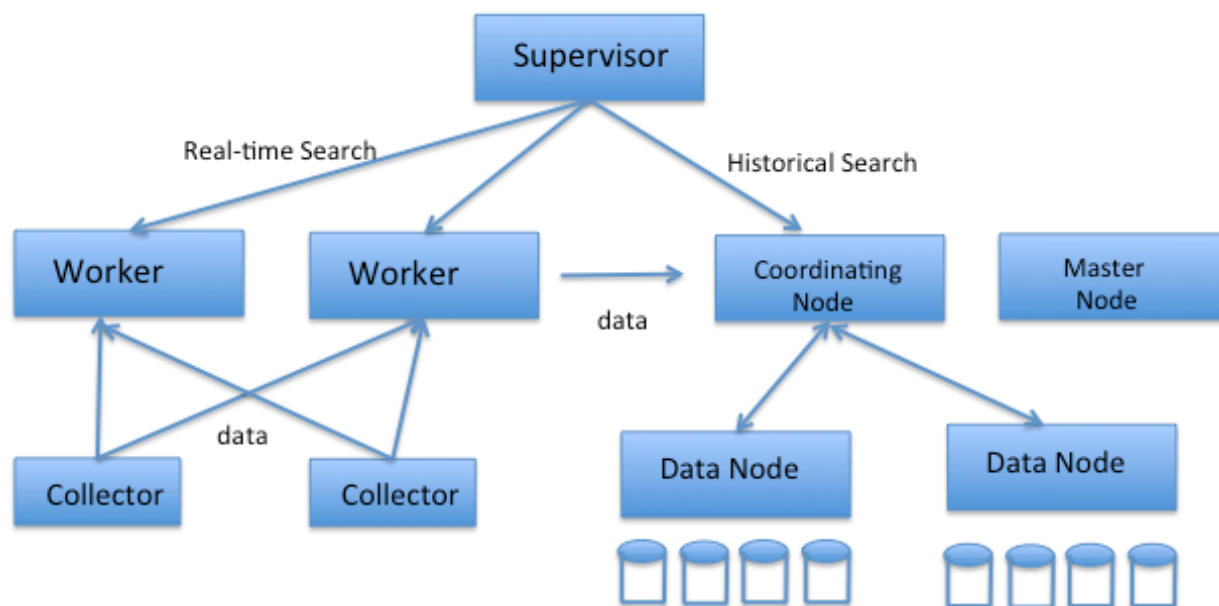 Supervisor
Real-time Search
Historical Search
Worker
Worker
Coordinating
Node
Master
Node
data
data
Collector
Collector
Data Node
Data Node